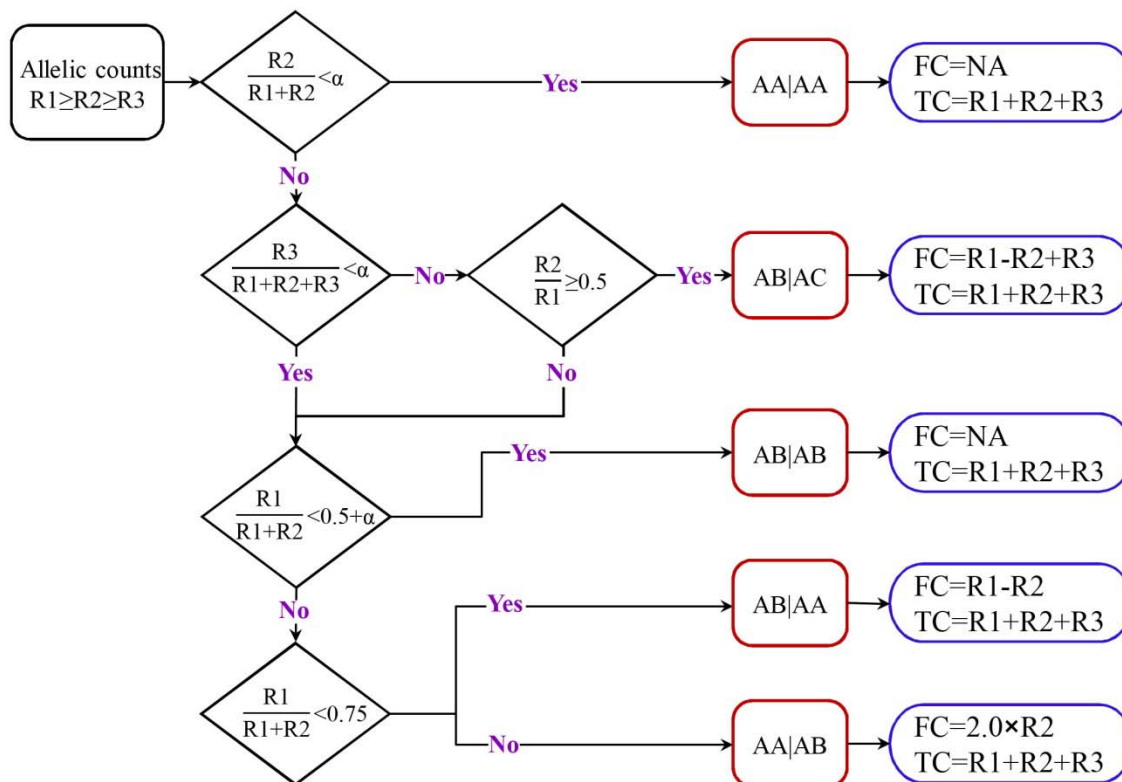 Allelic counts
R1≥R2≥R3
R2
R1+R2
<α
Yes
AA|AA
FC=NA
TC=R1+R2+R3
No
R3
R1+R2+R3
<α
No
R2
R1
≥0.5
Yes
AB|AC
FC=R1-R2+R3
TC=R1+R2+R3
Yes
No
R1
R1+R2
<0.5+α
Yes
AB|AB
FC=NA
TC=R1+R2+R3
No
R1
R1+R2
<0.75
Yes
AB|AA
FC=R1-R2
TC=R1+R2+R3
No
AA|AB
FC=2.0×R2
TC=R1+R2+R3